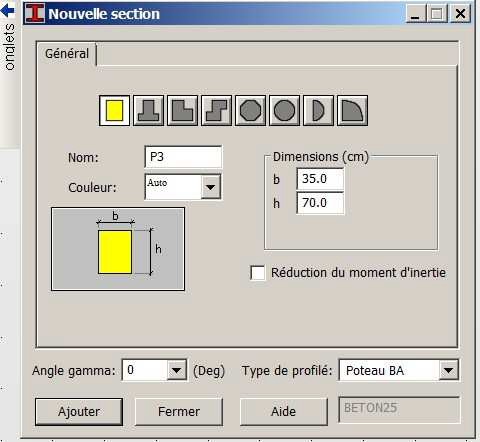 Nouvelle section
onglets
Général
Nom: P3
Couleur: Auto
Dimensions (cm)
b 35.0
h 70.0
b
h
Réduction du moment d'inertie
Angle gamma: 0 (Deg) Type de profilé: Poteau BA
Ajouter Fermer Aide BETON25